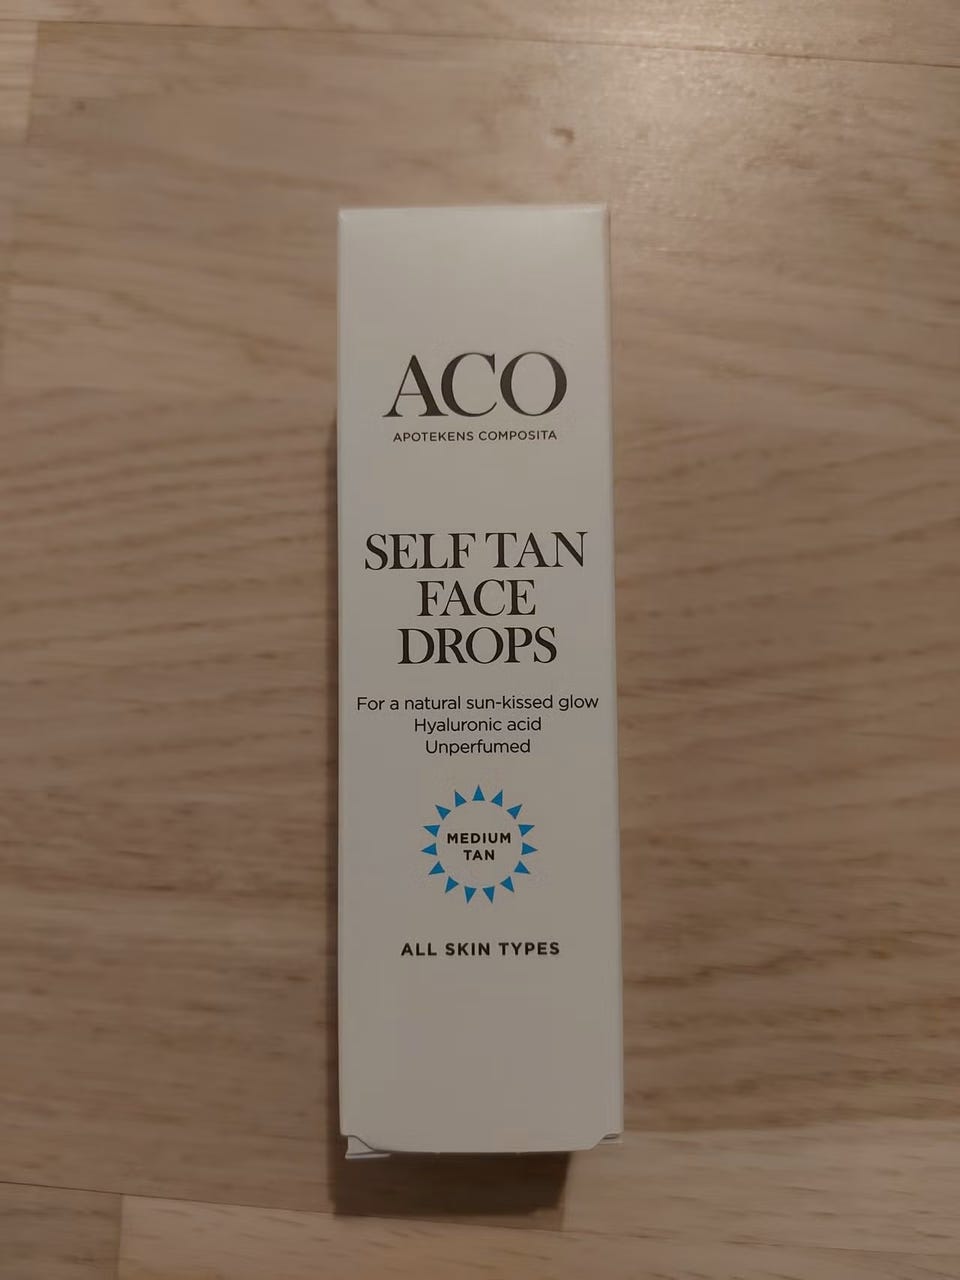 ACO
APOTEKENS COMPOSITA
SELF TAN
FACE
DROPS
For a natural sun-kissed glow
Hyaluronic acid
Unperfumed
MEDIUM
TAN
ALL SKIN TYPES